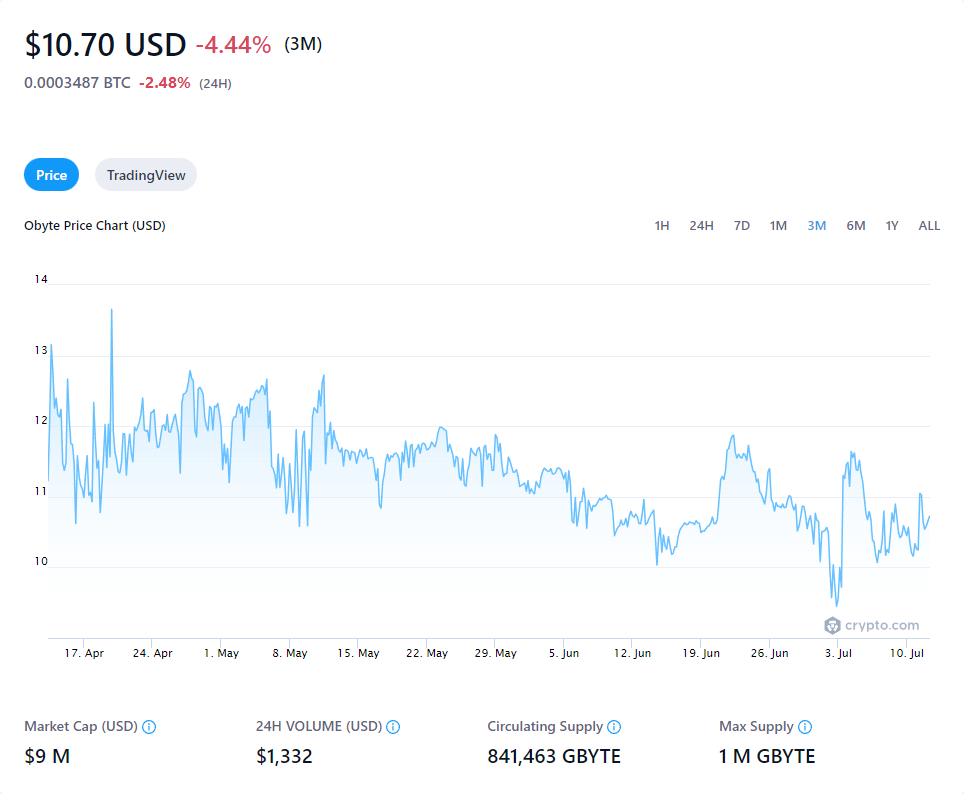 $10.70 USD -4.44% (3M)
0.0003487 BTC -2.48% (24H)
Price TradingView
Obyte Price Chart (USD) 1H 24H 7D 1M 3M 6M 1Y ALL
14
13
12
11
10
crypto.com
17. Apr 24. Apr 1. May 8. May 15. May 22. May 29. May 5. Jun 12. Jun 19. Jun 26. Jun 3. Jul 10. Jul
Market Cap (USD) 24H VOLUME (USD) Circulating Supply Max Supply
$9 M $1,332 841,463 GBYTE 1 M GBYTE